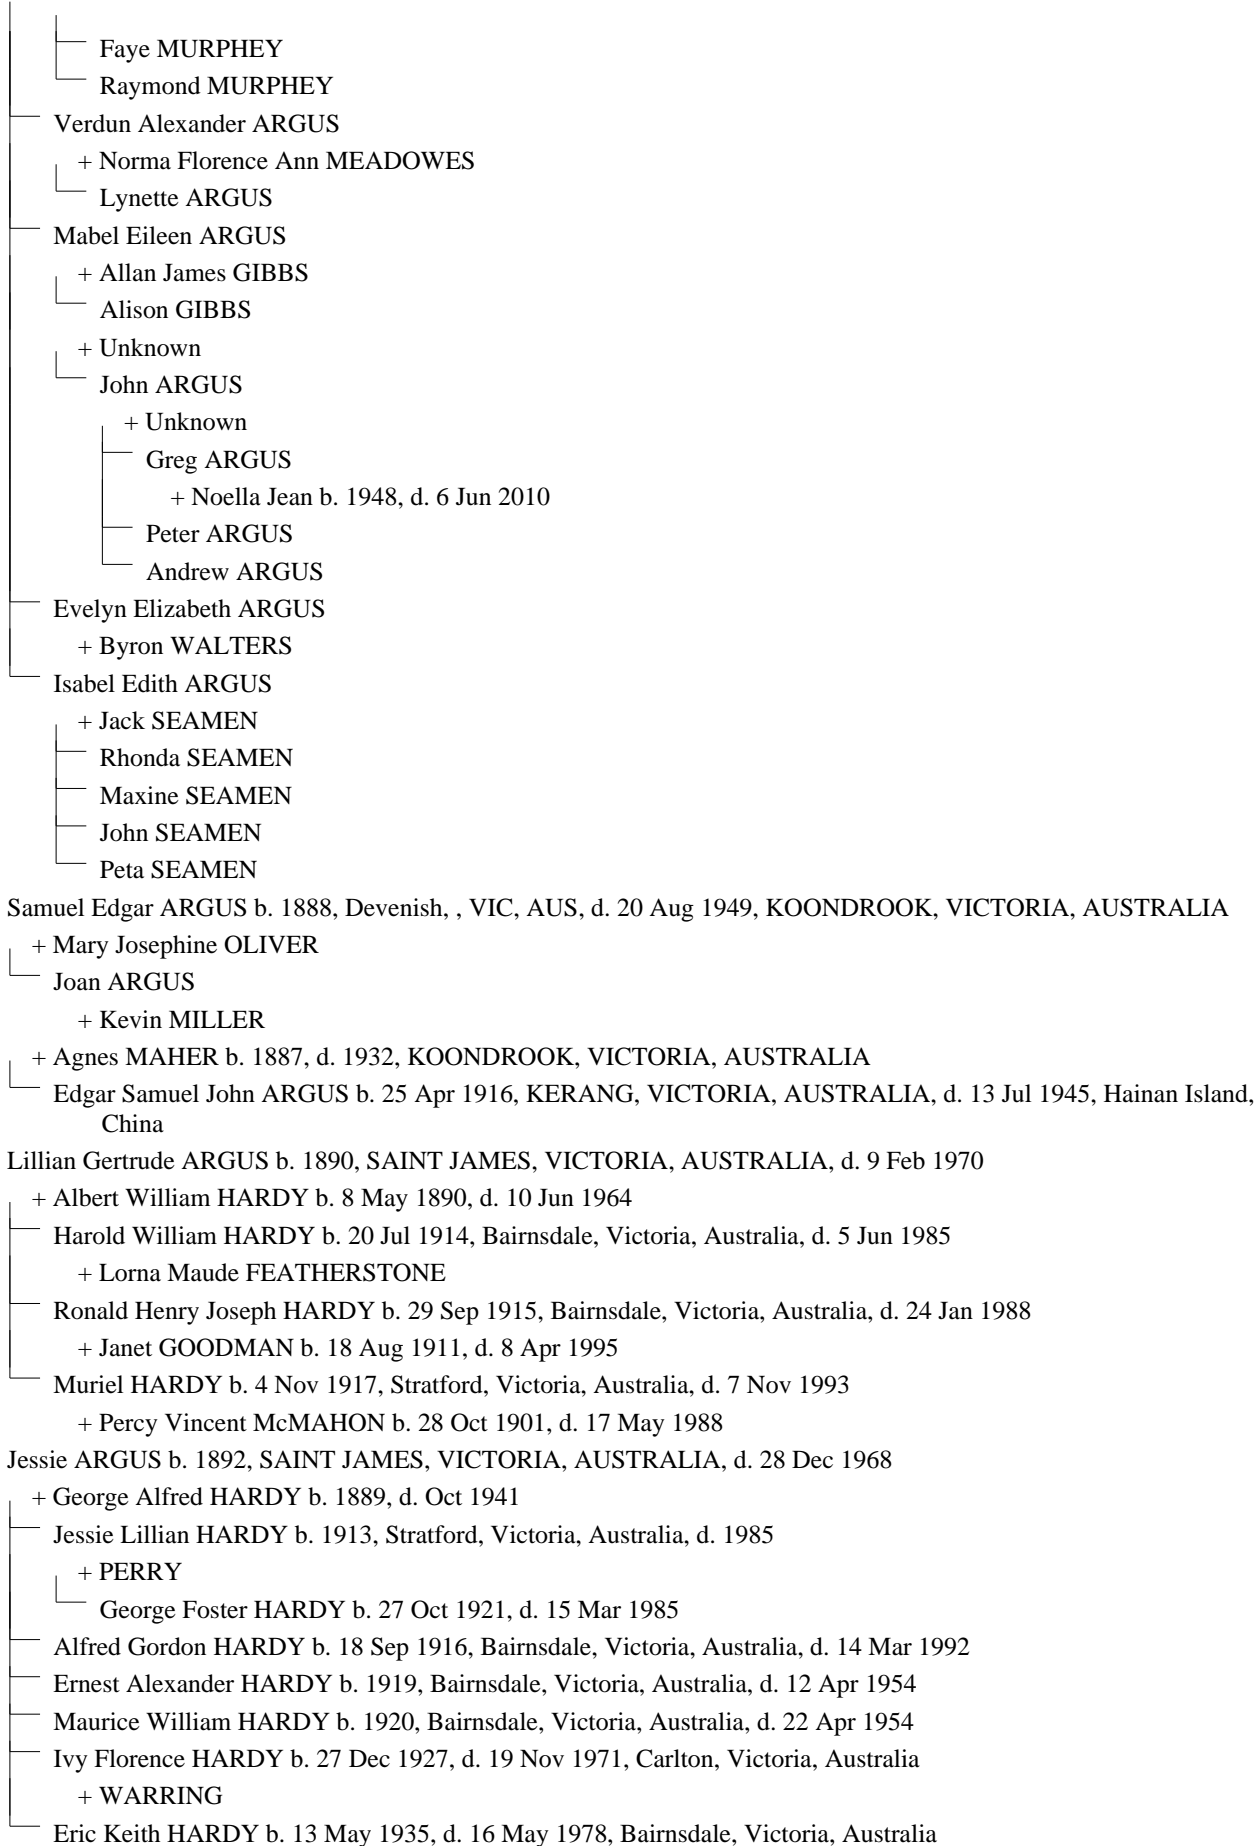 Faye MURPHEY
Raymond MURPHEY
Verdun Alexander ARGUS
+ Norma Florence Ann MEADOWES
Lynette ARGUS
Mabel Eileen ARGUS
+ Allan James GIBBS
Alison GIBBS
+ Unknown
John ARGUS
+ Unknown
Greg ARGUS
+ Noella Jean b. 1948, d. 6 Jun 2010
Peter ARGUS
Andrew ARGUS
Evelyn Elizabeth ARGUS
+ Byron WALTERS
Isabel Edith ARGUS
+ Jack SEAMEN
Rhonda SEAMEN
Maxine SEAMEN
John SEAMEN
Peta SEAMEN
Samuel Edgar ARGUS b. 1888, Devenish, , VIC, AUS, d. 20 Aug 1949, KOONDROOK, VICTORIA, AUSTRALIA
+ Mary Josephine OLIVER
Joan ARGUS
+ Kevin MILLER
+ Agnes MAHER b. 1887, d. 1932, KOONDROOK, VICTORIA, AUSTRALIA
Edgar Samuel John ARGUS b. 25 Apr 1916, KERANG, VICTORIA, AUSTRALIA, d. 13 Jul 1945, Hainan Island,
China
Lillian Gertrude ARGUS b. 1890, SAINT JAMES, VICTORIA, AUSTRALIA, d. 9 Feb 1970
+ Albert William HARDY b. 8 May 1890, d. 10 Jun 1964
Harold William HARDY b. 20 Jul 1914, Bairnsdale, Victoria, Australia, d. 5 Jun 1985
+ Lorna Maude FEATHERSTONE
Ronald Henry Joseph HARDY b. 29 Sep 1915, Bairnsdale, Victoria, Australia, d. 24 Jan 1988
+ Janet GOODMAN b. 18 Aug 1911, d. 8 Apr 1995
Muriel HARDY b. 4 Nov 1917, Stratford, Victoria, Australia, d. 7 Nov 1993
+ Percy Vincent McMAHON b. 28 Oct 1901, d. 17 May 1988
Jessie ARGUS b. 1892, SAINT JAMES, VICTORIA, AUSTRALIA, d. 28 Dec 1968
+ George Alfred HARDY b. 1889, d. Oct 1941
Jessie Lillian HARDY b. 1913, Stratford, Victoria, Australia, d. 1985
+ PERRY
George Foster HARDY b. 27 Oct 1921, d. 15 Mar 1985
Alfred Gordon HARDY b. 18 Sep 1916, Bairnsdale, Victoria, Australia, d. 14 Mar 1992
Ernest Alexander HARDY b. 1919, Bairnsdale, Victoria, Australia, d. 12 Apr 1954
Maurice William HARDY b. 1920, Bairnsdale, Victoria, Australia, d. 22 Apr 1954
Ivy Florence HARDY b. 27 Dec 1927, d. 19 Nov 1971, Carlton, Victoria, Australia
+ WARRING
Eric Keith HARDY b. 13 May 1935, d. 16 May 1978, Bairnsdale, Victoria, Australia